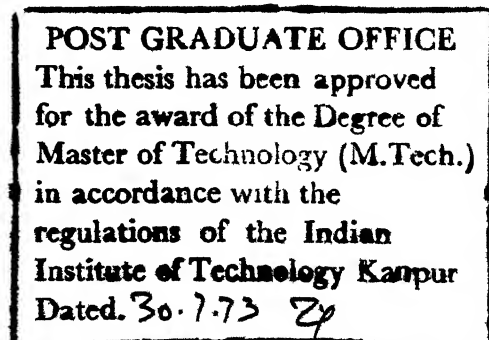 POST GRADUATE OFFICE
This thesis has been approved
for the award of the Degree of
Master of Technology (M.Tech.)
in accordance with the
regulations of the Indian
Institute of Technology Kanpur
Dated. 30.7.73